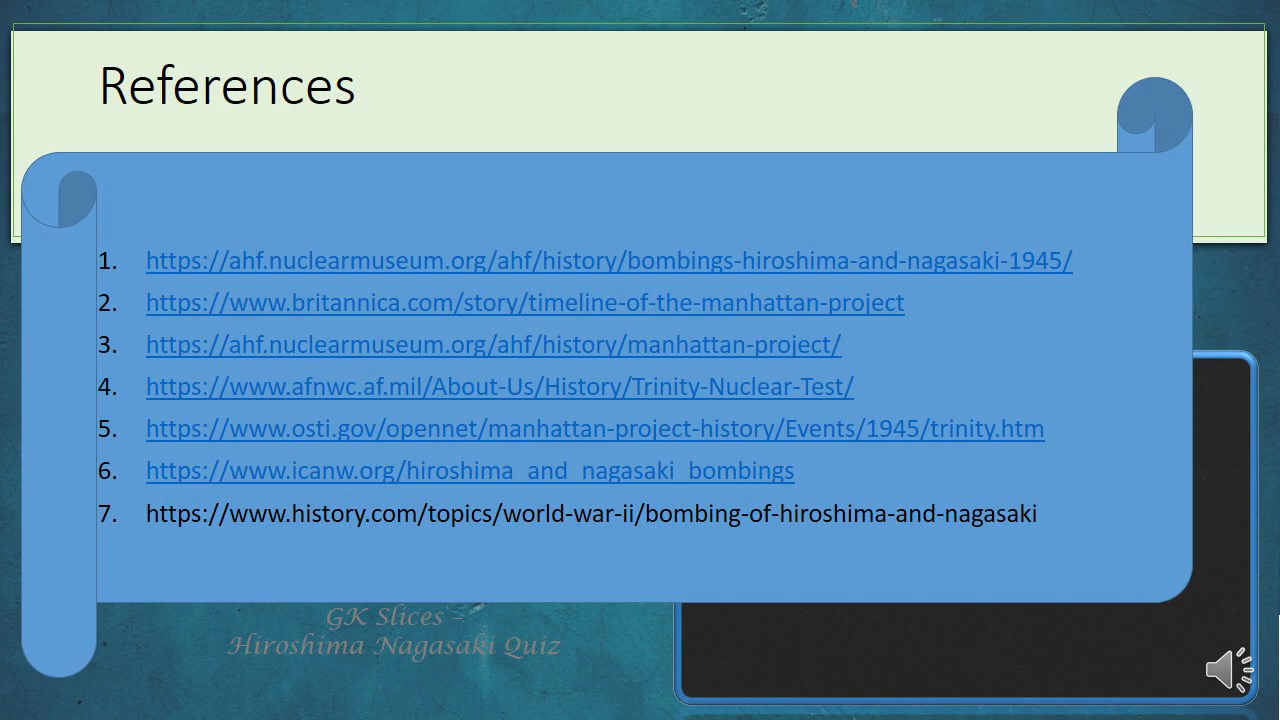 References
1. https://ahf.nuclearmuseum.org/ahf/history/bombings-hiroshima-and-nagasaki-1945/
2. https://www.britannica.com/story/timeline-of-the-manhattan-project
3. https://ahf.nuclearmuseum.org/ahf/history/manhattan-project/
4. https://www.afnwc.af.mil/About-Us/History/Trinity-Nuclear-Test/
5. https://www.osti.gov/opennet/manhattan-project-history/Events/1945/trinity.htm
6. https://www.icanw.org/hiroshima_and_nagasaki_bombings
7. https://www.history.com/topics/world-war-ii/bombing-of-hiroshima-and-nagasaki
GK Slices –
Hiroshima Nagasaki Quiz